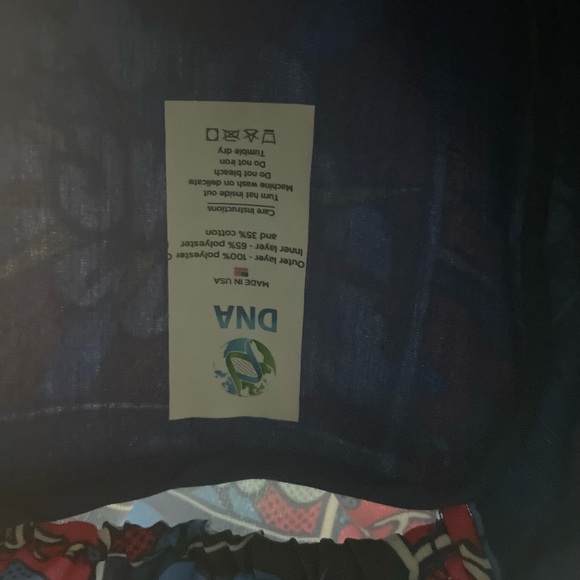 DNA
MADE IN USA
Outer layer - 100% polyester
Inner layer - 65% polyester
and 35% cotton
Care Instructions
Turn hat inside out
Machine wash on delicate
Do not bleach
Do not iron
Tumble dry